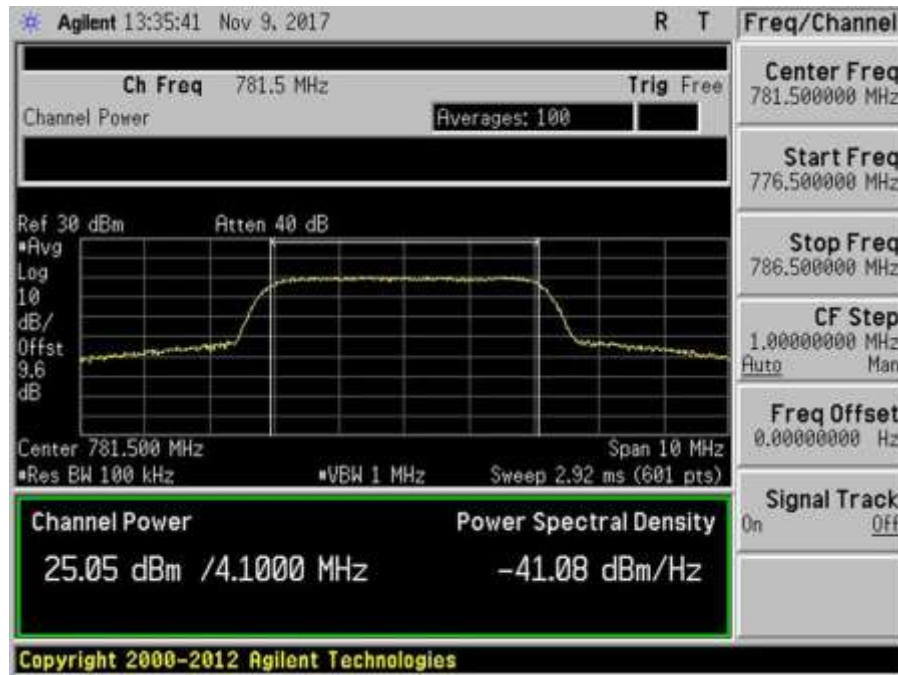 Agilent 13:35:41 Nov 9, 2017 R T
Freq/Channel
Ch Freq 781.5 MHz Trig Free
Channel Power Averages: 100
Center Freq
781.500000 MHz
Start Freq
776.500000 MHz
Stop Freq
786.500000 MHz
CF Step
1.00000000 MHz
Auto Man
Freq Offset
0.00000000 Hz
Signal Track
On Off
Ref 30 dBm Atten 40 dB
#Avg
Log
10
dB/
Offst
9.6
dB
Center 781.500 MHz Span 10 MHz
#Res BW 100 kHz #VBW 1 MHz Sweep 2.92 ms (601 pts)
Channel Power Power Spectral Density
25.05 dBm /4.1000 MHz -41.08 dBm/Hz
Copyright 2000-2012 Agilent Technologies